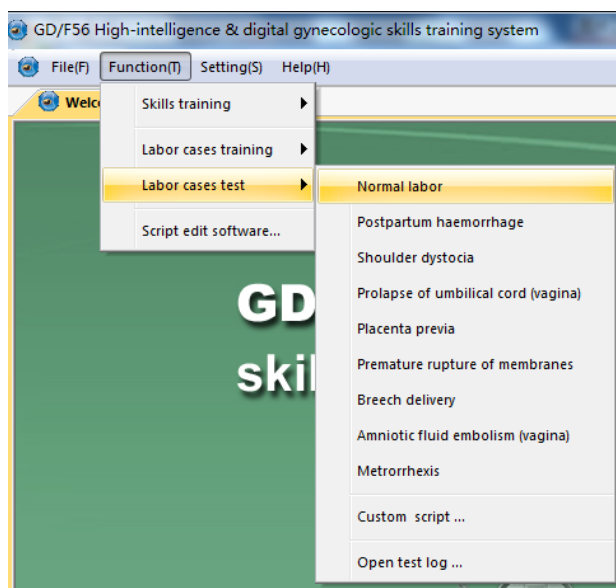 GD/F56 High-intelligence & digital gynecologic skills training system
File(F) Function(T) Setting(S) Help(H)
Welc
Skills training
Labor cases training
Labor cases test
Script edit software...
Normal labor
Postpartum haemorrhage
Shoulder dystocia
Prolapse of umbilical cord (vagina)
Placenta previa
Premature rupture of membranes
Breech delivery
Amniotic fluid embolism (vagina)
Metrorrhexis
Custom script ...
Open test log ...
GD
skil